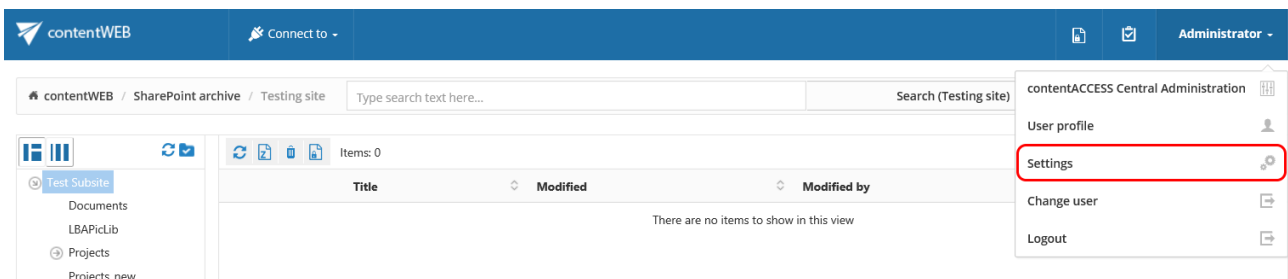 contentWEB
Connect to
Administrator
contentWEB / SharePoint archive / Testing site
Type search text here...
Search (Testing site)
contentACCESS Central Administration
User profile
Settings
Change user
Logout
Items: 0
Title
Modified
Modified by
There are no items to show in this view
Test Subsite
Documents
LBAPicLib
Projects
Projects new